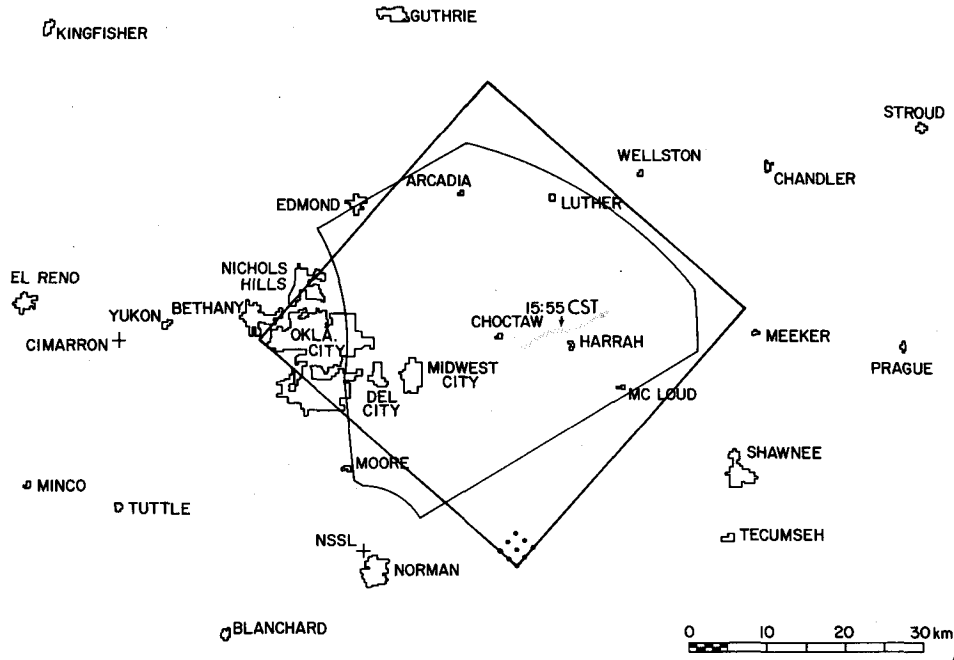 GUTHRIE
KINGFISHER
STROUD
WELLSTON
CHANDLER
ARCADIA
EDMOND
LUTHER
NICHOLS
HILLS
EL RENO
YUKON
BETHANY
15:55 CST
CHOCTAW
OKLA.
CITY
CIMARRON
HARRAH
MEEKER
PRAGUE
MIDWEST
CITY
DEL
CITY
MC LOUD
SHAWNEE
MOORE
MINCO
TUTTLE
TECUMSEH
NSSL
NORMAN
BLANCHARD
0 10 20 30 km